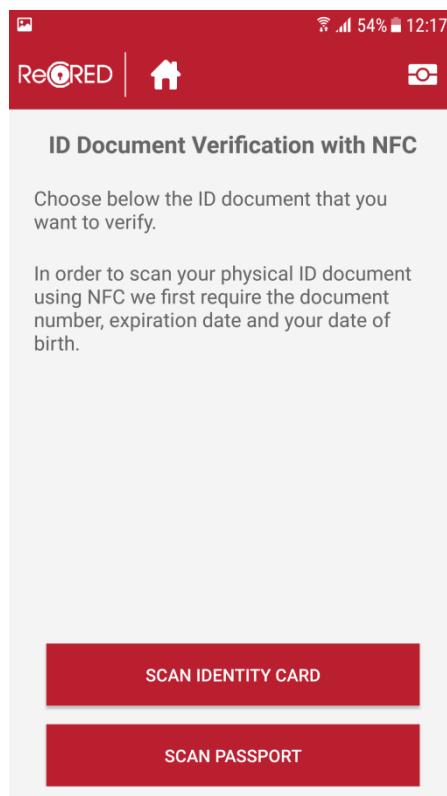 54% 12:17
ReCRED
ID Document Verification with NFC
Choose below the ID document that you
want to verify.
In order to scan your physical ID document
using NFC we first require the document
number, expiration date and your date of
birth.
SCAN IDENTITY CARD
SCAN PASSPORT